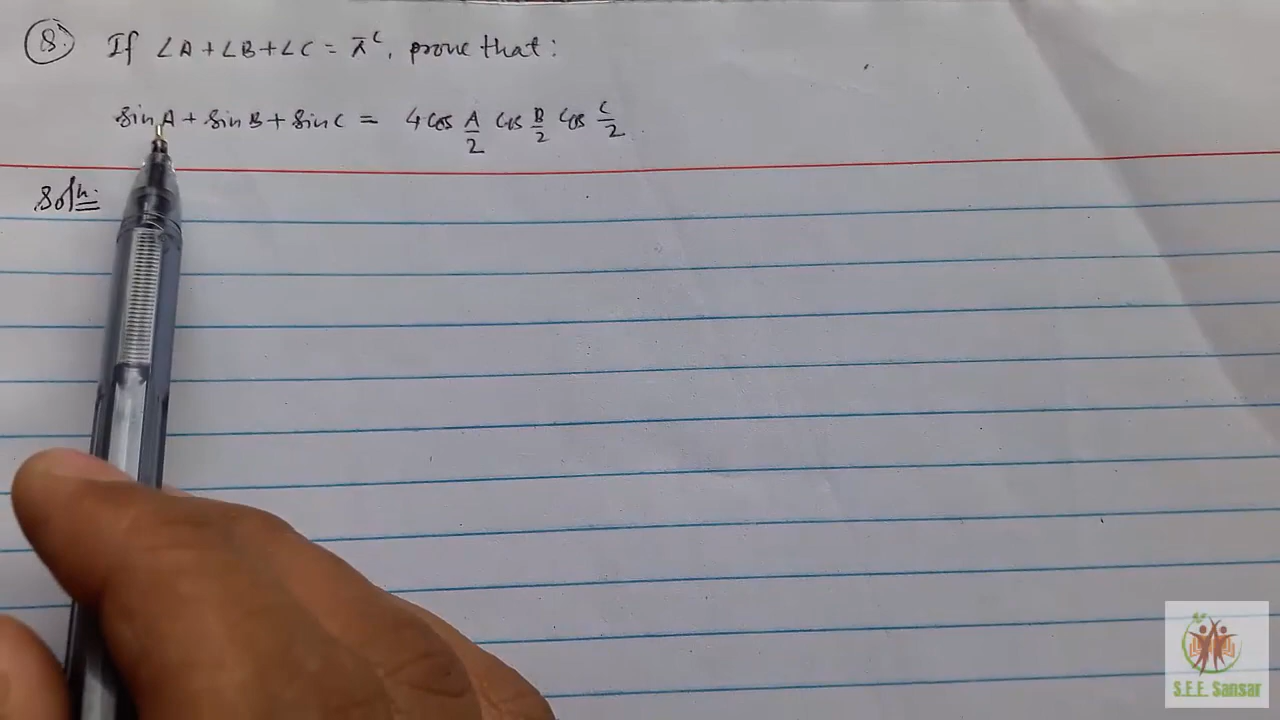 8. If ∠A + ∠B + ∠C = π^c, prove that:
sin A + sin B + sin C = 4 cos A/2 cos B/2 cos C/2
Solⁿ.
S.E.E. Sansar